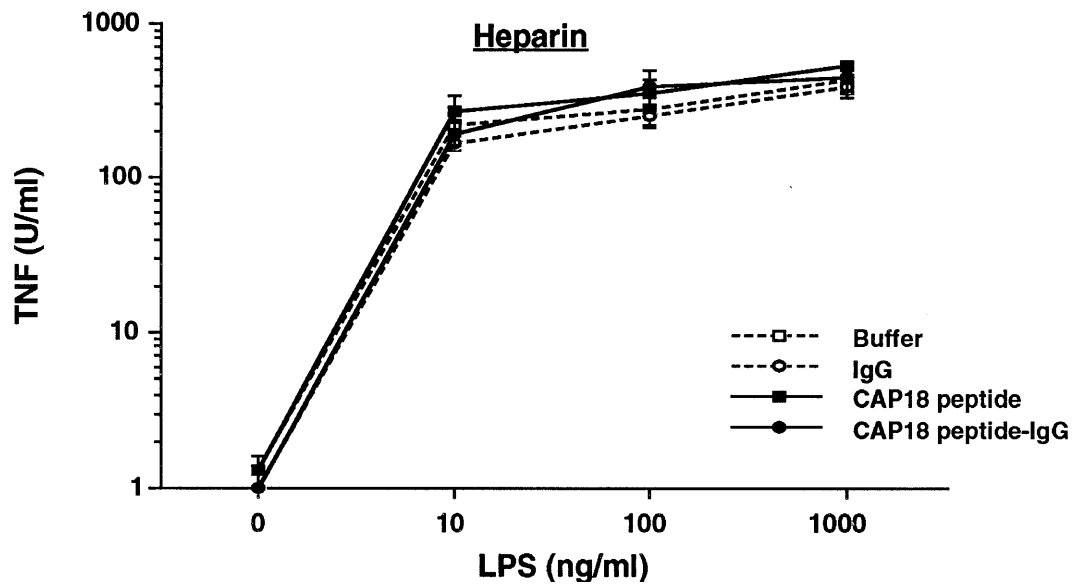 Heparin
1000
100
10
1
TNF (U/ml)
Buffer
IgG
CAP18 peptide
CAP18 peptide-IgG
0 10 100 1000
LPS (ng/ml)